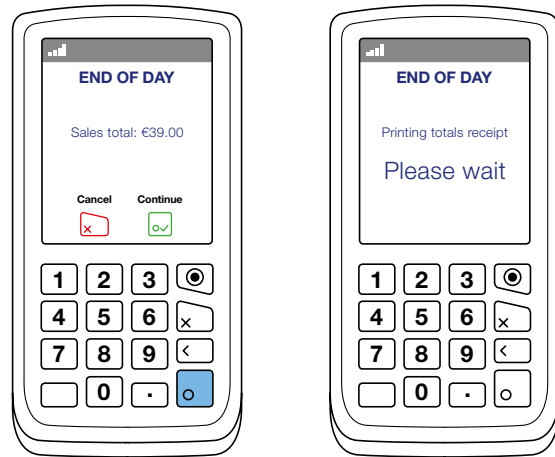 END OF DAY
Sales total: €39.00
Cancel Continue
1 2 3
4 5 6
7 8 9
0 .
END OF DAY
Printing totals receipt
Please wait
1 2 3
4 5 6
7 8 9
0 .